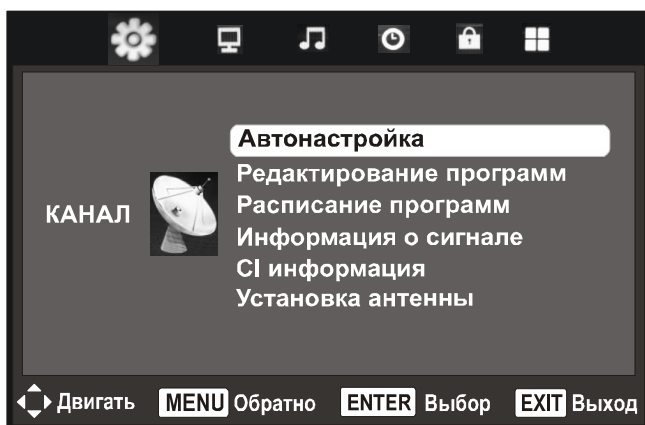 Автонастройка
Редактирование программ
КАНАЛ
Расписание программ
Информация о сигнале
CI информация
Установка антенны
Двигать MENU Обратно ENTER Выбор EXIT Выход